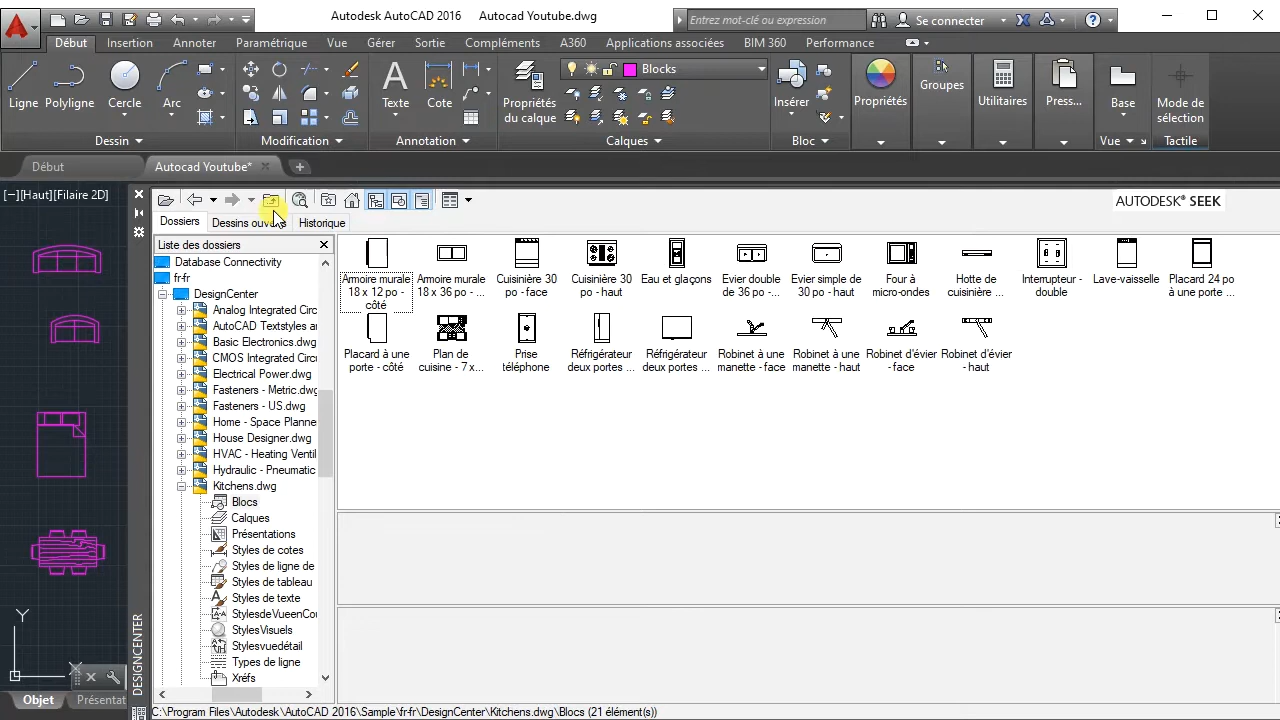 Autodesk AutoCAD 2016 Autocad Youtube.dwg
Entrez mot-clé ou expression
Se connecter
Début Insertion Annoter Paramétrique Vue Gérer Sortie Compléments A360 Applications associées BIM 360 Performance
Ligne Polyligne Cercle Arc
Texte Cote
Propriétés du calque
Blocks
Insérer
Propriétés
Groupes
Utilitaires
Press...
Base
Mode de sélection
Dessin Modification Annotation Calques Bloc Vue Tactile
Début Autocad Youtube*
[−][Haut][Filaire 2D]
AUTODESK® SEEK
Dossiers Dessins Historique
Liste des dossiers
Database Connectivity
fr-fr
DesignCenter
Analog Integrated Circ
AutoCAD Textstyles ar
Basic Electronics.dwg
CMOS Integrated Circ
Electrical Power.dwg
Fasteners - Metric.dwg
Fasteners - US.dwg
Home - Space Planne
House Designer.dwg
HVAC - Heating Ventil
Hydraulic - Pneumatic
Kitchens.dwg
Blocs
Calques
Présentations
Styles de cotes
Styles de ligne de
Styles de tableau
Styles de texte
StylesdeVueenCou
StylesVisuels
Stylesvuedétail
Types de ligne
Xréfs
Amoire murale 18 x 12 po - côté
Amoire murale 18 x 36 po - ...
Cuisinière 30 po - face
Cuisinière 30 po - haut
Eau et glaçons
Evier double de 36 po -...
Evier simple de 30 po - haut
Four à micro-ondes
Hotte de cuisinière ...
Interrupteur - double
Lave-vaisselle
Placard 24 po à une porte ...
Placard à une porte - côté
Plan de cuisine - 7 x...
Prise téléphone
Réfrigérateur deux portes ...
Réfrigérateur deux portes ...
Robinet à une manette - face
Robinet à une manette - haut
Robinet d'évier - face
Robinet d'évier - haut
Y
X
DESIGNCENTER
Objet Présentat
C:\Program Files\Autodesk\AutoCAD 2016\Sample\fr-fr\DesignCenter\Kitchens.dwg\Blocs (21 élément(s))